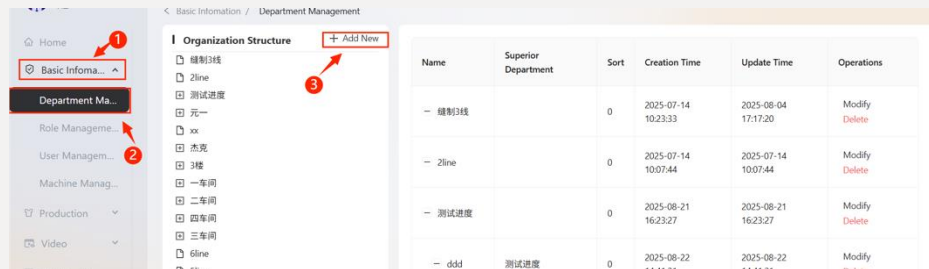 < Basic Infomation / Department Management
Home
1
Basic Infoma...
Department Ma...
2
Role Manageme...
User Managem...
Machine Manag...
Production
Video
Organization Structure
+ Add New
3
缝制3线
2line
测试进度
元一
xx
杰克
3楼
一车间
二车间
四车间
三车间
6line
Name Superior Department Sort Creation Time Update Time Operations
缝制3线 0 2025-07-14 10:23:33 2025-08-04 17:17:20 Modify Delete
2line 0 2025-07-14 10:07:44 2025-07-14 10:07:44 Modify Delete
测试进度 0 2025-08-21 16:23:27 2025-08-21 16:23:27 Modify Delete
ddd 测试进度 0 2025-08-22 2025-08-22 Modify